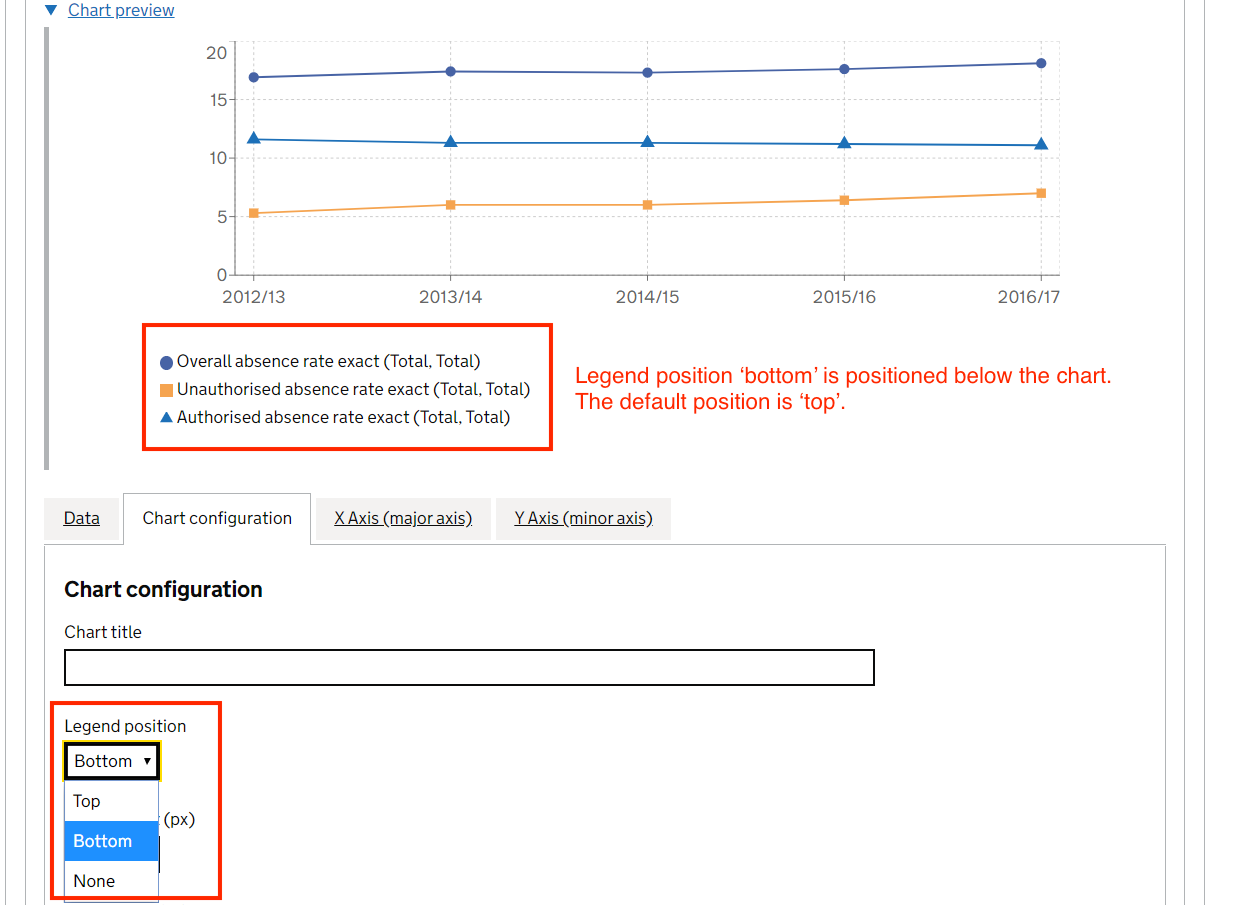 ▼ Chart preview
20
15
10
5
0
2012/13 2013/14 2014/15 2015/16 2016/17
Overall absence rate exact (Total, Total)
Unauthorised absence rate exact (Total, Total)
Authorised absence rate exact (Total, Total)
Legend position ‘bottom’ is positioned below the chart.
The default position is ‘top’.
Data Chart configuration X Axis (major axis) Y Axis (minor axis)
Chart configuration
Chart title
Legend position
Bottom ▼
Top
(px)
Bottom
None